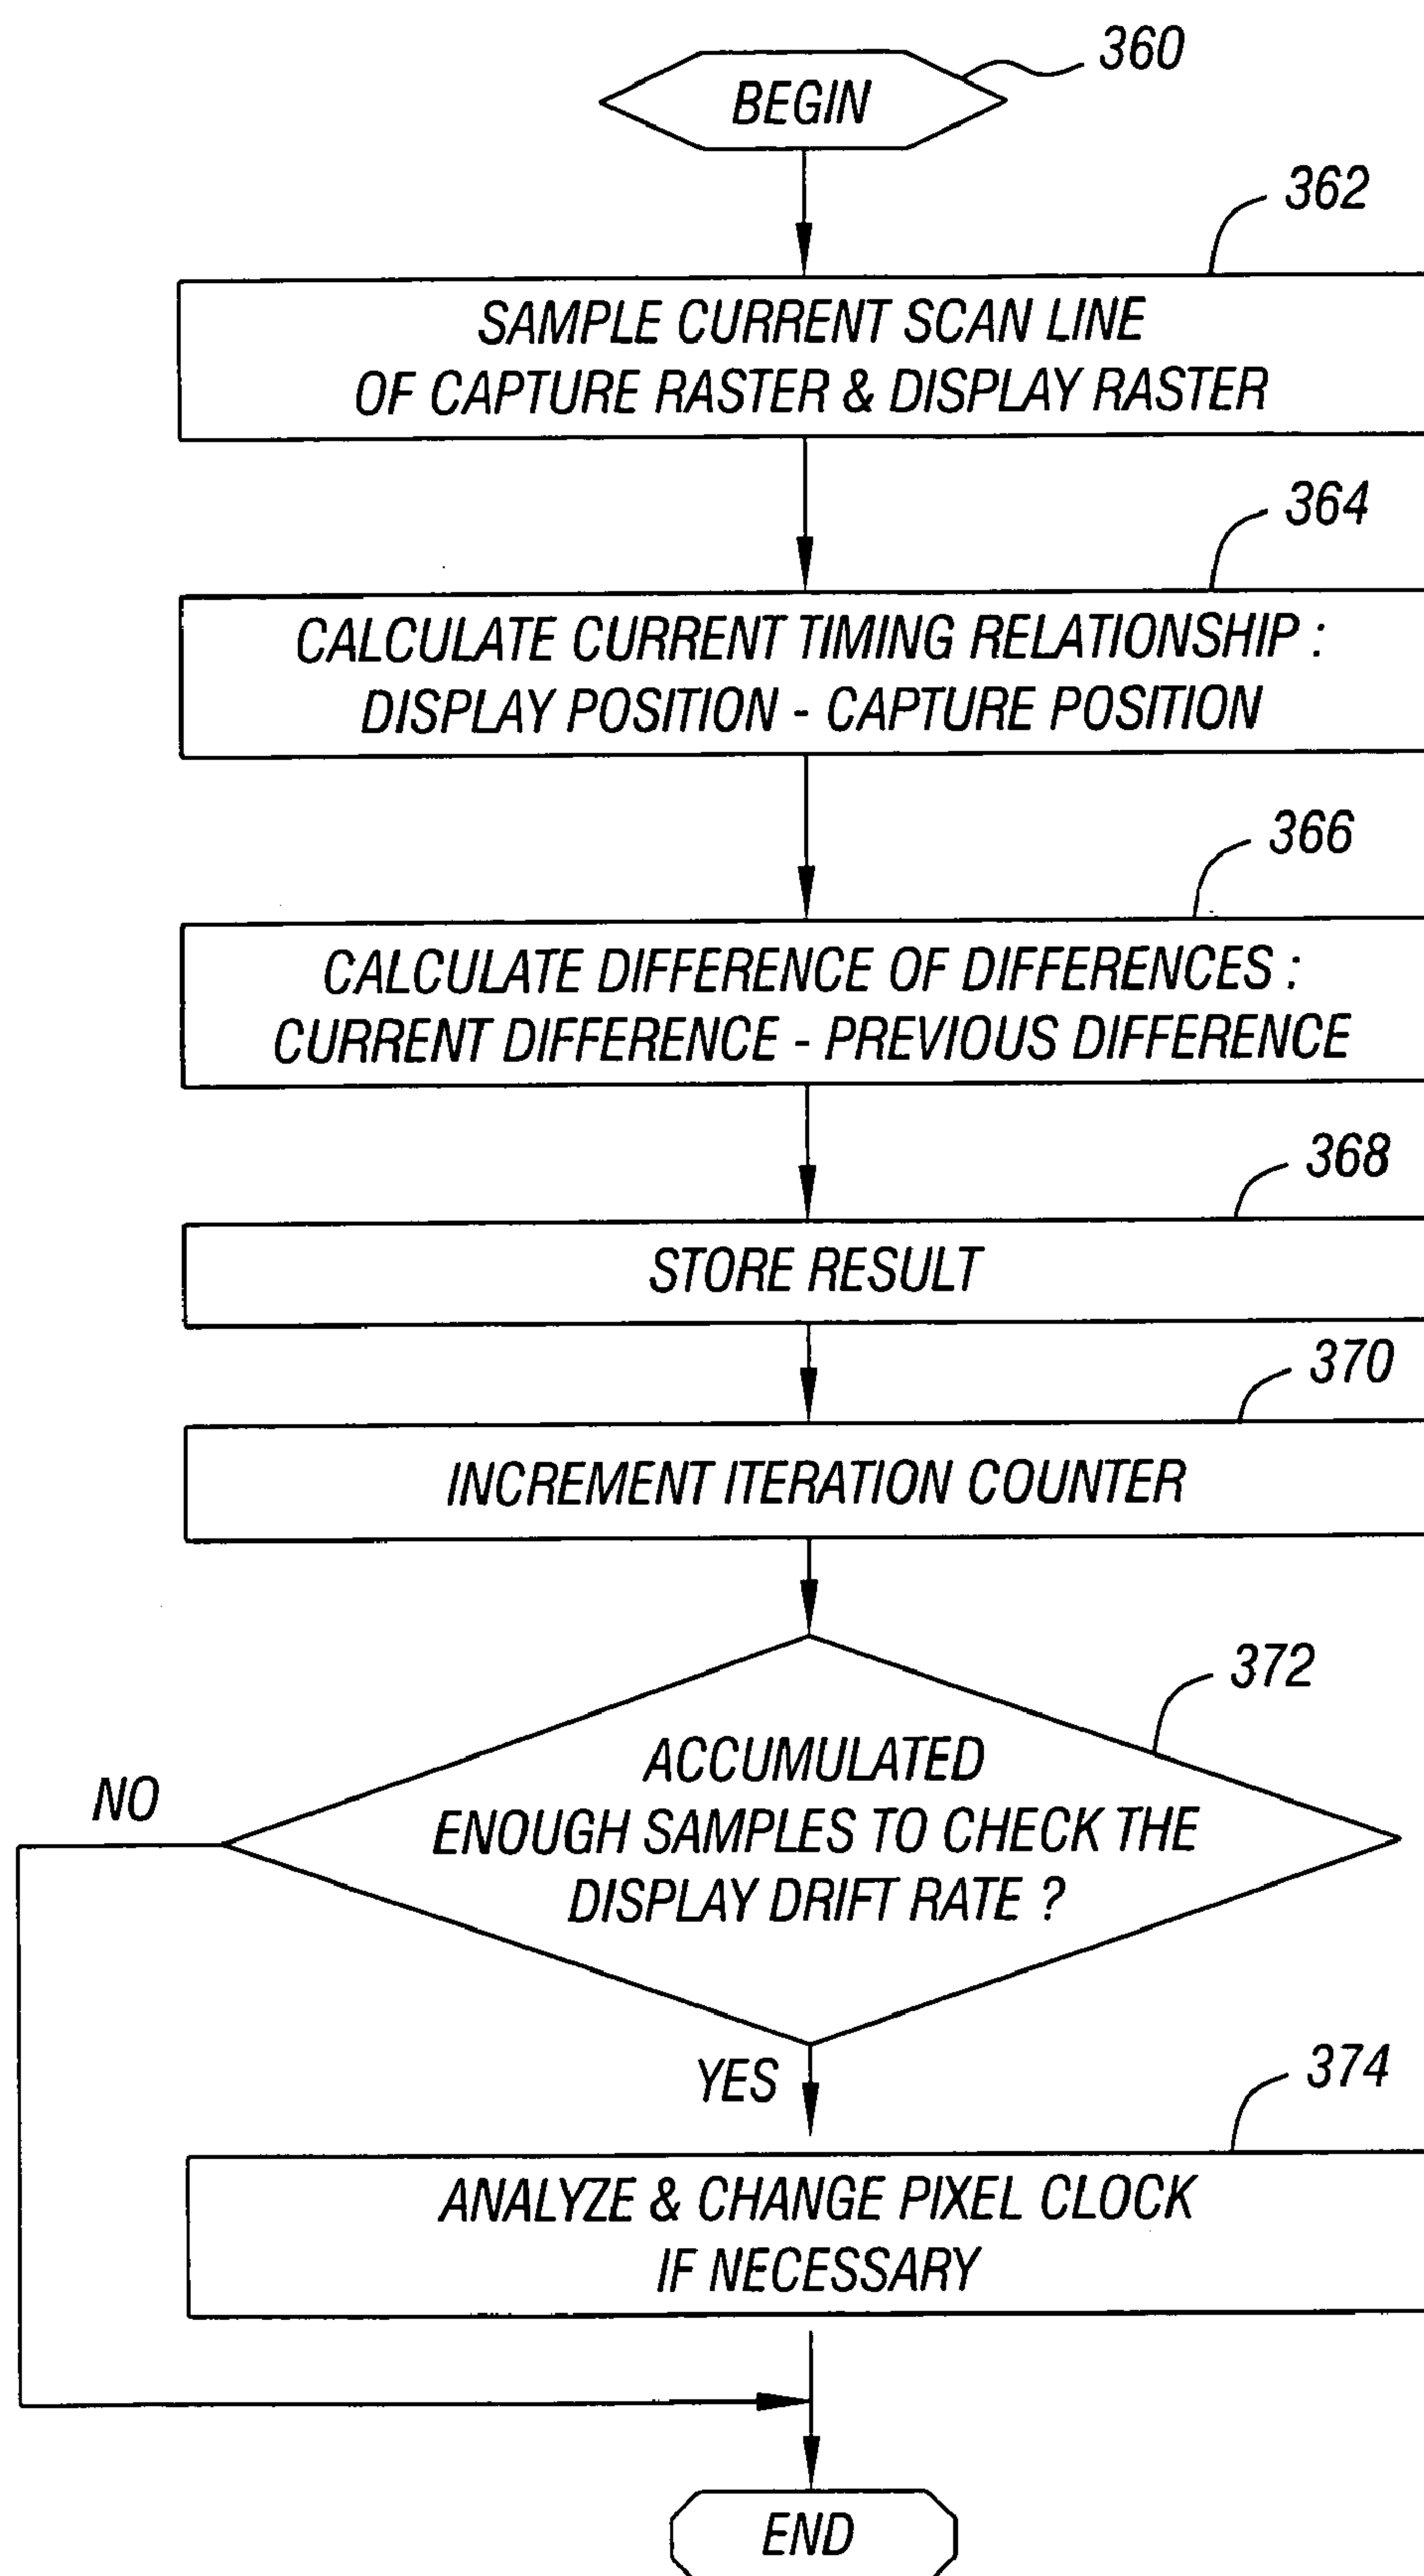 BEGIN
360
362
SAMPLE CURRENT SCAN LINE
OF CAPTURE RASTER & DISPLAY RASTER
364
CALCULATE CURRENT TIMING RELATIONSHIP :
DISPLAY POSITION - CAPTURE POSITION
366
CALCULATE DIFFERENCE OF DIFFERENCES :
CURRENT DIFFERENCE - PREVIOUS DIFFERENCE
368
STORE RESULT
370
INCREMENT ITERATION COUNTER
372
ACCUMULATED
ENOUGH SAMPLES TO CHECK THE
DISPLAY DRIFT RATE ?
NO
YES
374
ANALYZE & CHANGE PIXEL CLOCK
IF NECESSARY
END